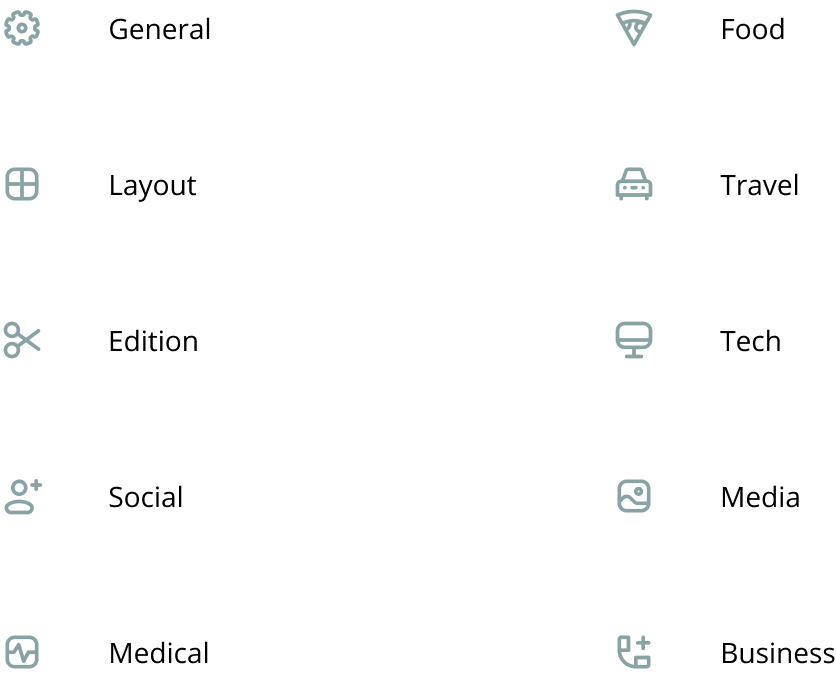 General
Food
Layout
Travel
Edition
Tech
Social
Media
Medical
Business